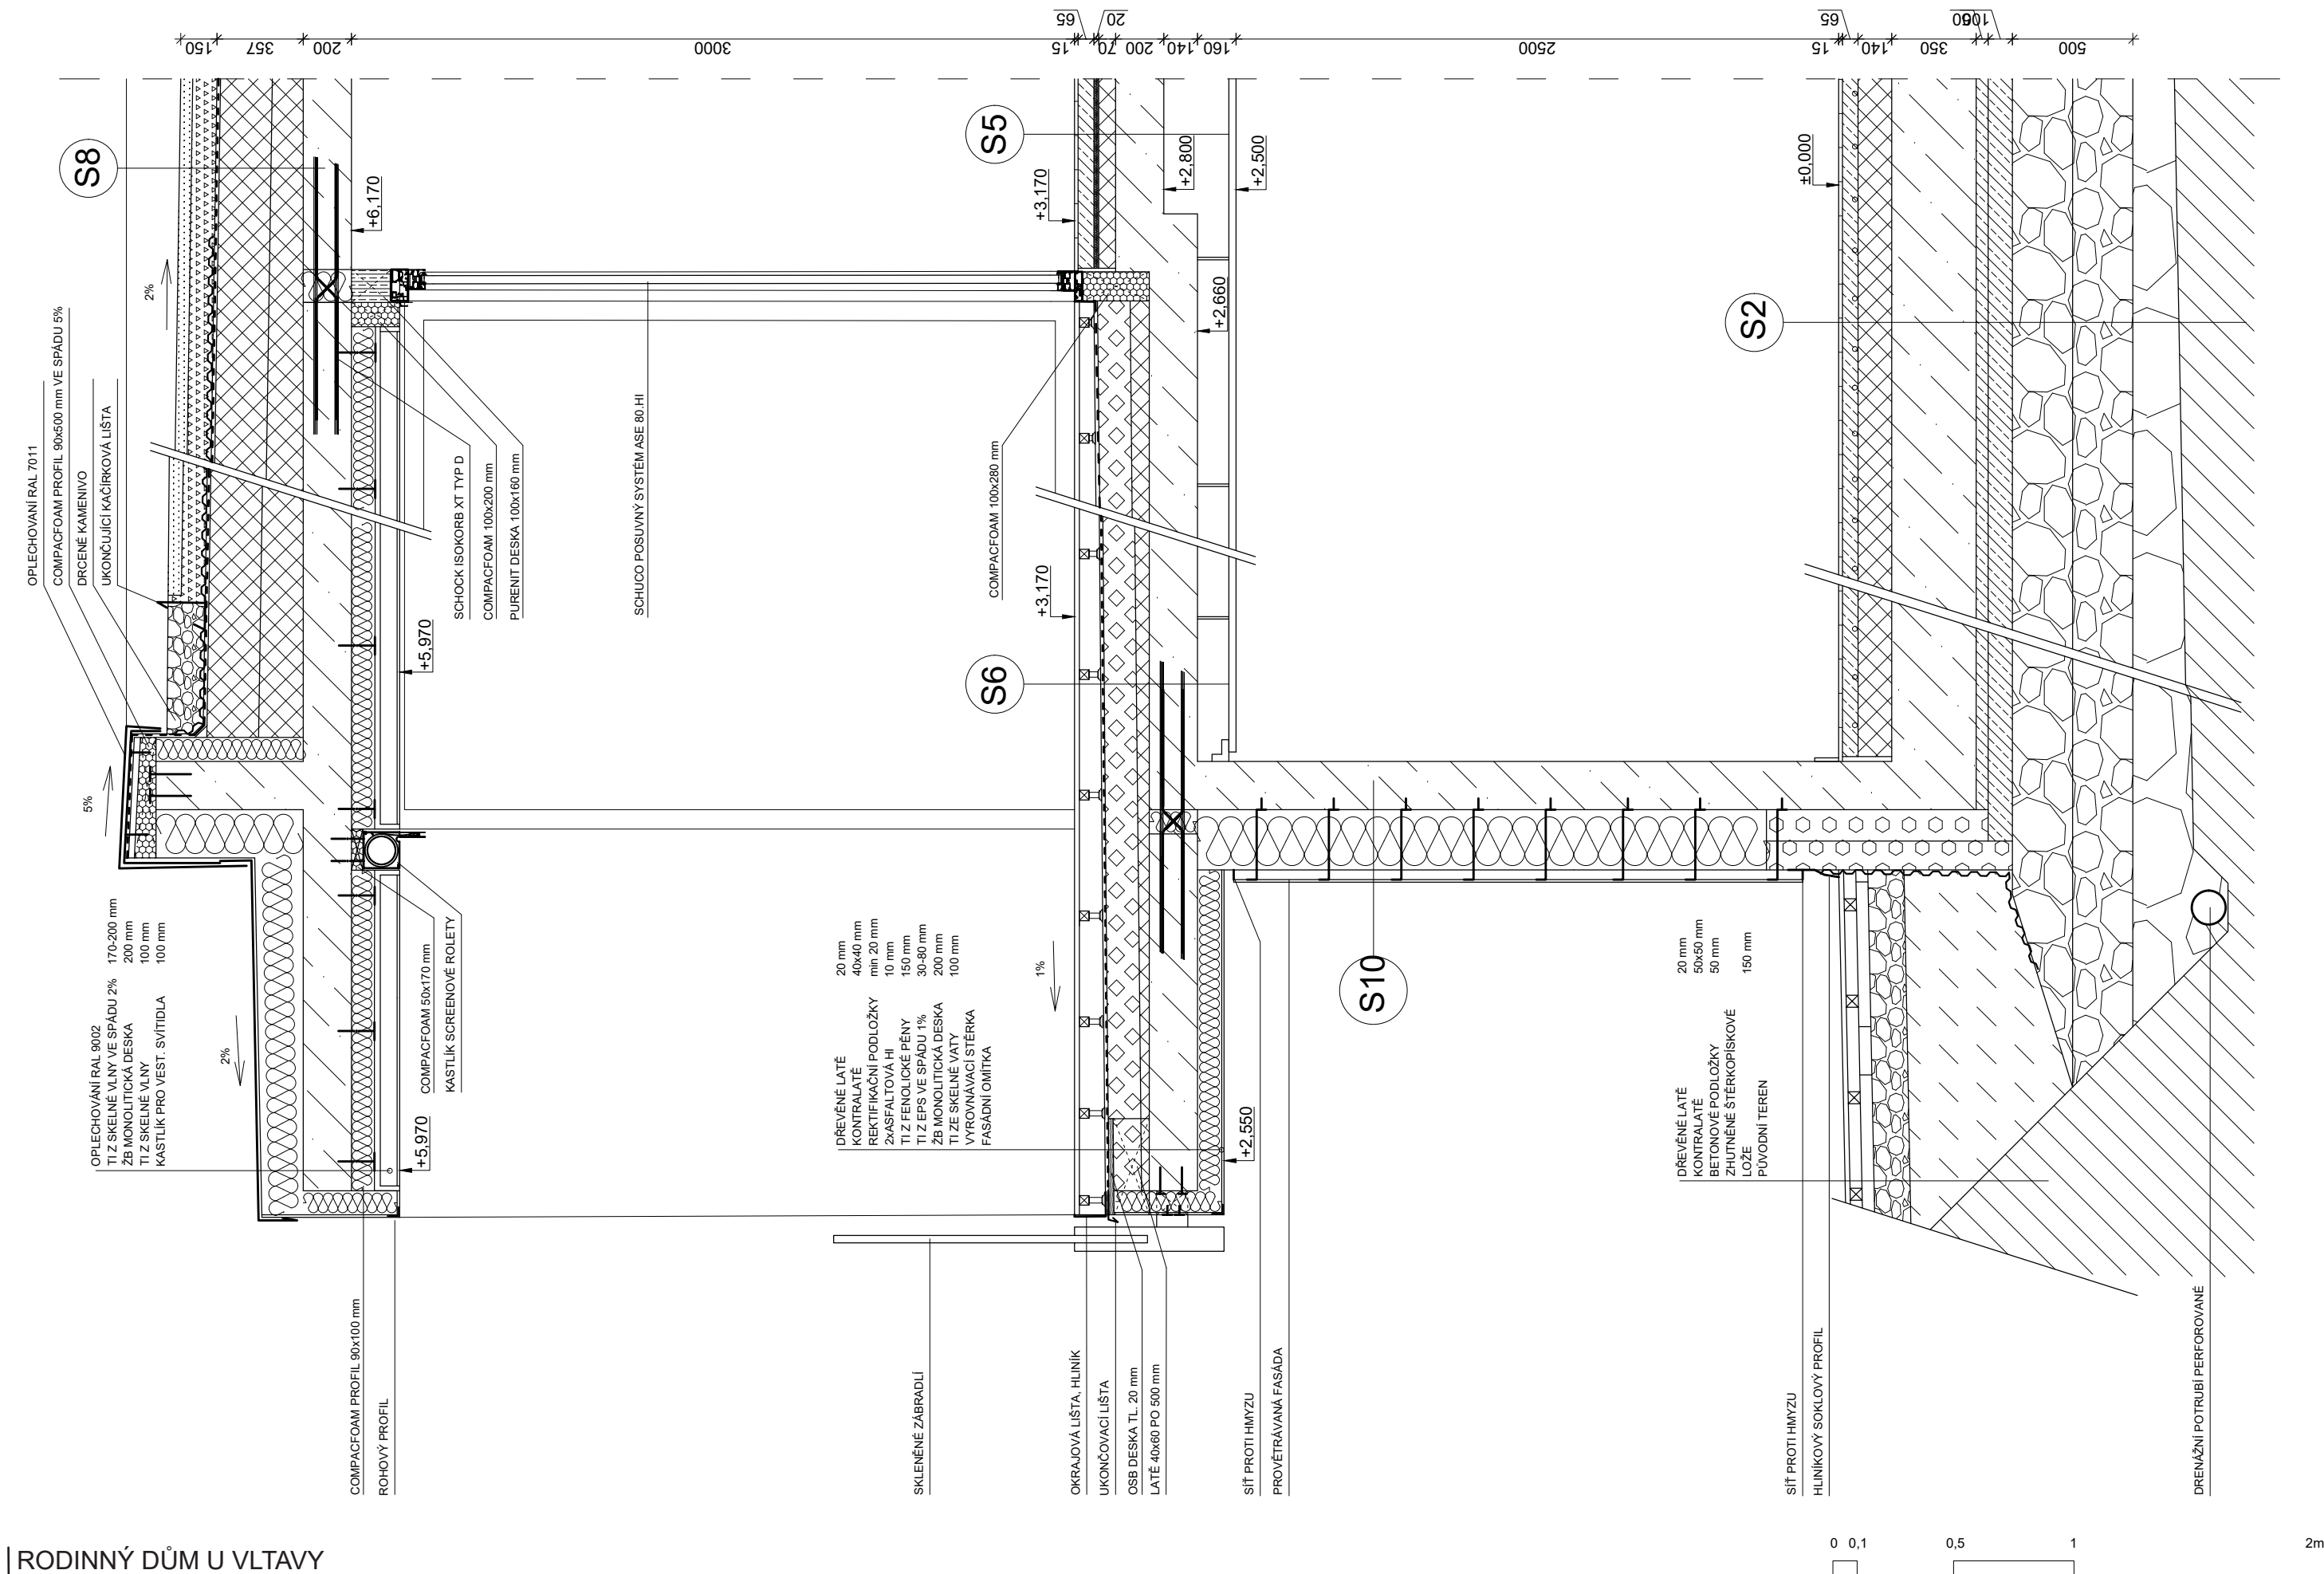 150
357
200
3000
15
65
20
70
200
140
160
2500
15
65
140
350
100
500
S8
S5
S2
S6
S10
+6,170
+3,170
+2,800
+2,500
+2,660
±0,000
+5,970
+3,170
+5,970
+2,550
2%
5%
2%
1%
OPLECHOVANÍ RAL 7011
COMPACFOAM PROFIL 90x500 mm VE SPÁDU 5%
DRCENÉ KAMENIVO
UKONČUJÍCÍ KAČÍRKOVÁ LIŠTA
SCHOCK ISOKORB XT TYP D
COMPACFOAM 100x200 mm
PURENIT DESKA 100x160 mm
SCHUCO POSUVNÝ SYSTÉM ASE 80.HI
COMPACFOAM 100x280 mm
OPLECHOVÁNÍ RAL 9002
TI Z SKELNÉ VLNY VE SPÁDU 2% 170-200 mm
ŽB MONOLITICKÁ DESKA 200 mm
TI Z SKELNÉ VLNY 100 mm
KASTLÍK PRO VEST. SVÍTIDLA 100 mm
COMPACFOAM 50x170 mm
KASTLÍK SCREENOVÉ ROLETY
DŘEVĚNÉ LATĚ 20 mm
KONTRALATĚ 40x40 mm
REKTIFIKAČNÍ PODLOŽKY min 20 mm
2xASFALTOVÁ HI 10 mm
TI Z FENOLICKÉ PĚNY 150 mm
TI Z EPS VE SPÁDU 1% 30-80 mm
ŽB MONOLITICKÁ DESKA 200 mm
TI ZE SKELNÉ VATY 100 mm
VYROVNÁVACÍ STĚRKA
FASÁDNÍ OMÍTKA
DŘEVĚNÉ LATĚ 20 mm
KONTRALATĚ 50x50 mm
BETONOVÉ PODLOŽKY 50 mm
ZHUTNĚNÉ ŠTĚRKOPÍSKOVÉ
LOŽE 150 mm
PŮVODNÍ TEREN
COMPACFOAM PROFIL 90x100 mm
ROHOVÝ PROFIL
SKLENĚNÉ ZÁBRADLÍ
OKRAJOVÁ LIŠTA, HLINÍK
UKONČOVACÍ LIŠTA
OSB DESKA TL. 20 mm
LATĚ 40x60 PO 500 mm
SÍŤ PROTI HMYZU
PROVĚTRÁVANÁ FASÁDA
SÍŤ PROTI HMYZU
HLINÍKOVÝ SOKLOVÝ PROFIL
DRENÁŽNÍ POTRUBÍ PERFOROVANÉ
RODINNÝ DŮM U VLTAVY
0 0,1 0,5 1 2m